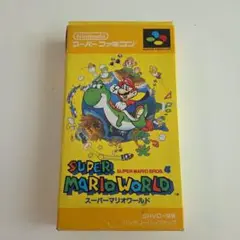 Nintendo
スーパーファミコン
SUPER MARIO BROS. 4
SUPER
MARIO WORLD
スーパーマリオワールド